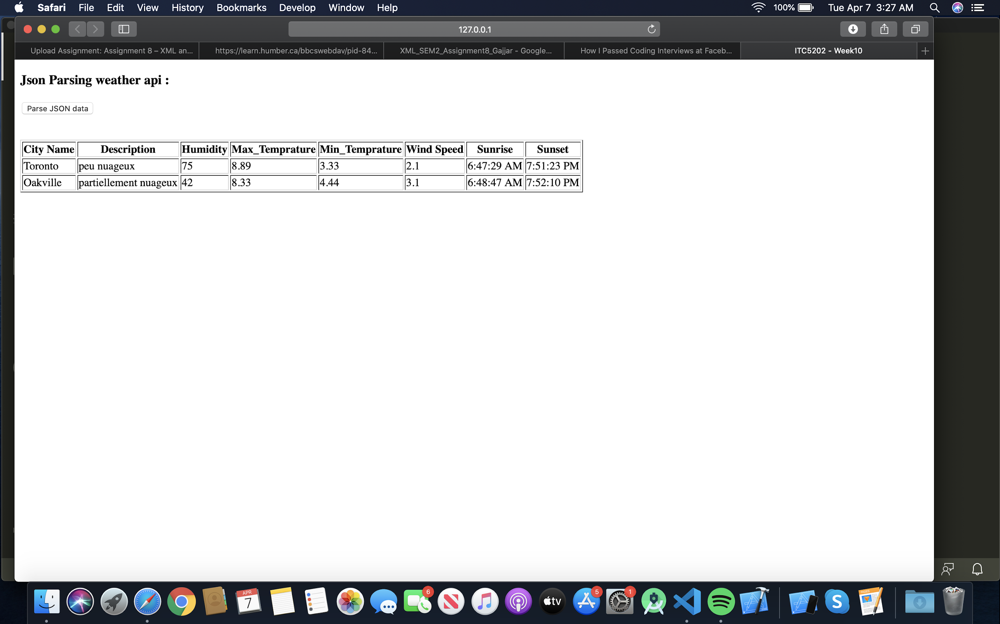 Safari File Edit View History Bookmarks Develop Window Help 100% Tue Apr 7 3:27 AM
127.0.0.1
Upload Assignment: Assignment 8 – XML an... https://learn.humber.ca/bbcswebdav/pid-84... XML_SEM2_Assignment8_Gajjar - Google... How I Passed Coding Interviews at Faceb... ITC5202 - Week10
Json Parsing weather api :
Parse JSON data
City Name Description Humidity Max_Temprature Min_Temprature Wind Speed Sunrise Sunset
Toronto peu nuageux 75 8.89 3.33 2.1 6:47:29 AM 7:51:23 PM
Oakville partiellement nuageux 42 8.33 4.44 3.1 6:48:47 AM 7:52:10 PM
APR 7 6 tv 5 1 S PAGES